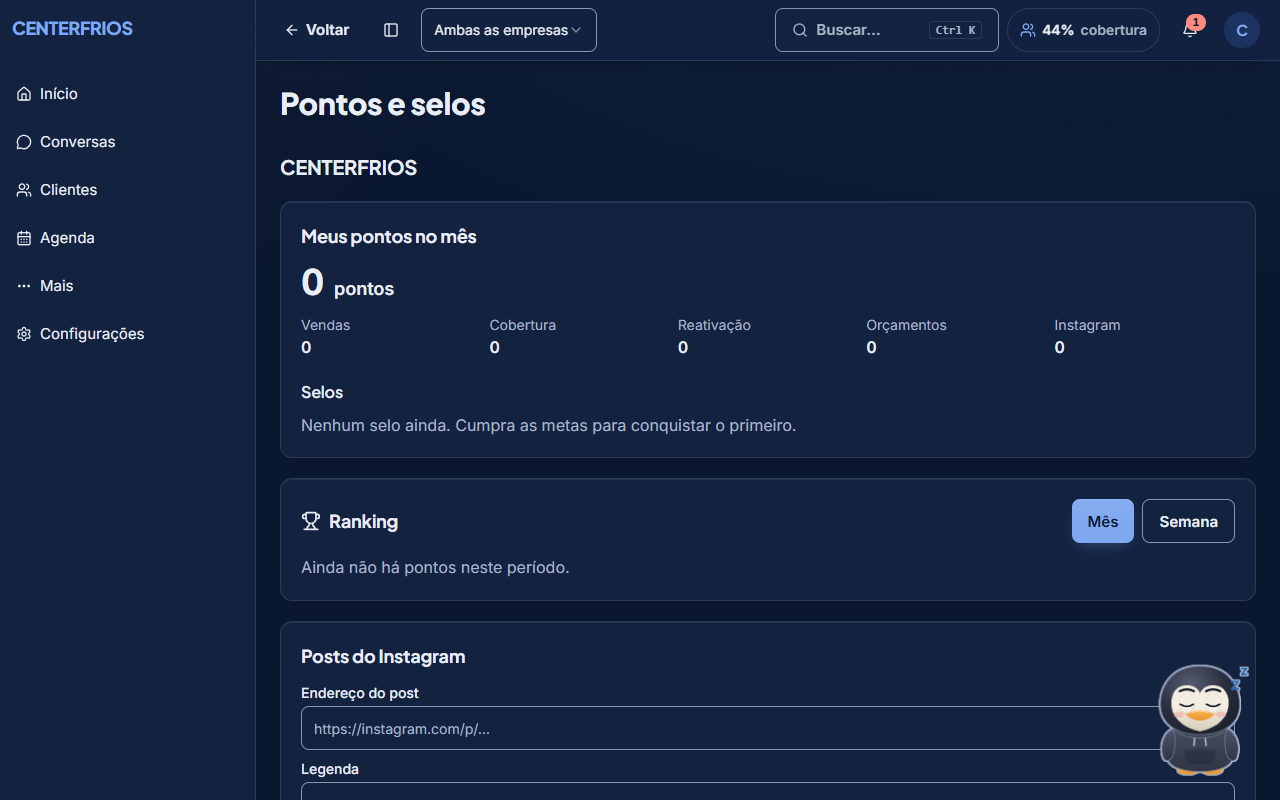 CENTERFRIOS
Voltar
Ambas as empresas
Buscar...
Ctrl K
44% cobertura
1
C
Início
Conversas
Clientes
Agenda
Mais
Configurações
Pontos e selos
CENTERFRIOS
Meus pontos no mês
0 pontos
Vendas
0
Cobertura
0
Reativação
0
Orçamentos
0
Instagram
0
Selos
Nenhum selo ainda. Cumpra as metas para conquistar o primeiro.
Ranking
Mês
Semana
Ainda não há pontos neste período.
Posts do Instagram
Endereço do post
https://instagram.com/p/...
Legenda
z
z